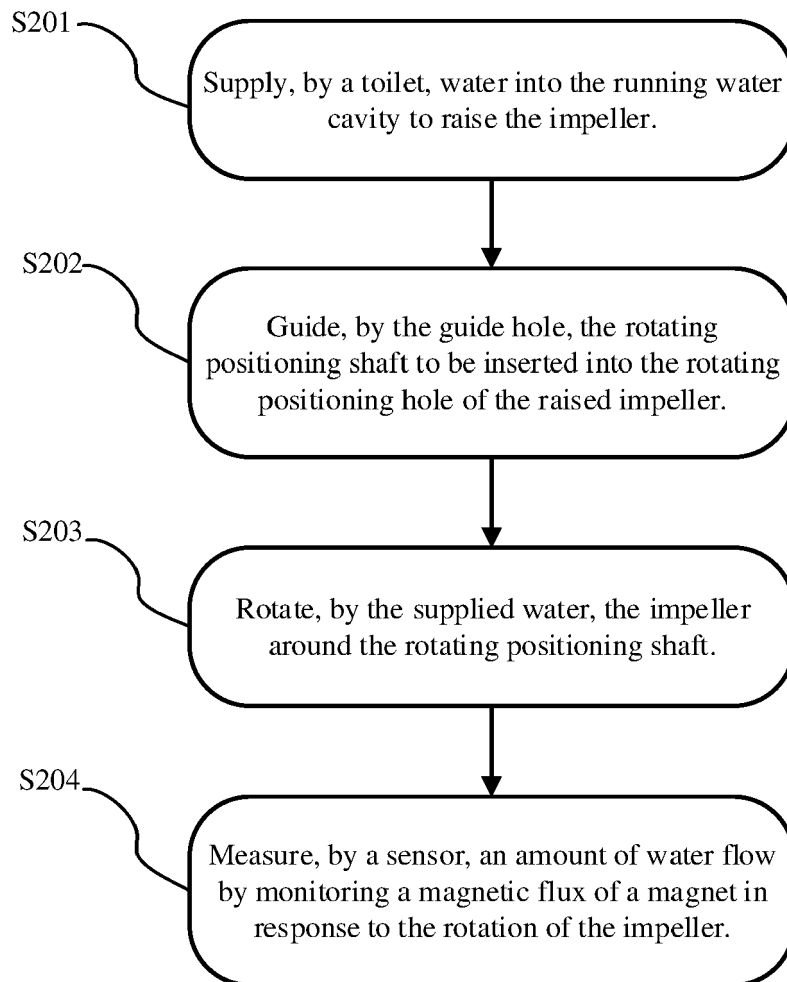 S201
Supply, by a toilet, water into the running water
cavity to raise the impeller.
S202
Guide, by the guide hole, the rotating
positioning shaft to be inserted into the rotating
positioning hole of the raised impeller.
S203
Rotate, by the supplied water, the impeller
around the rotating positioning shaft.
S204
Measure, by a sensor, an amount of water flow
by monitoring a magnetic flux of a magnet in
response to the rotation of the impeller.